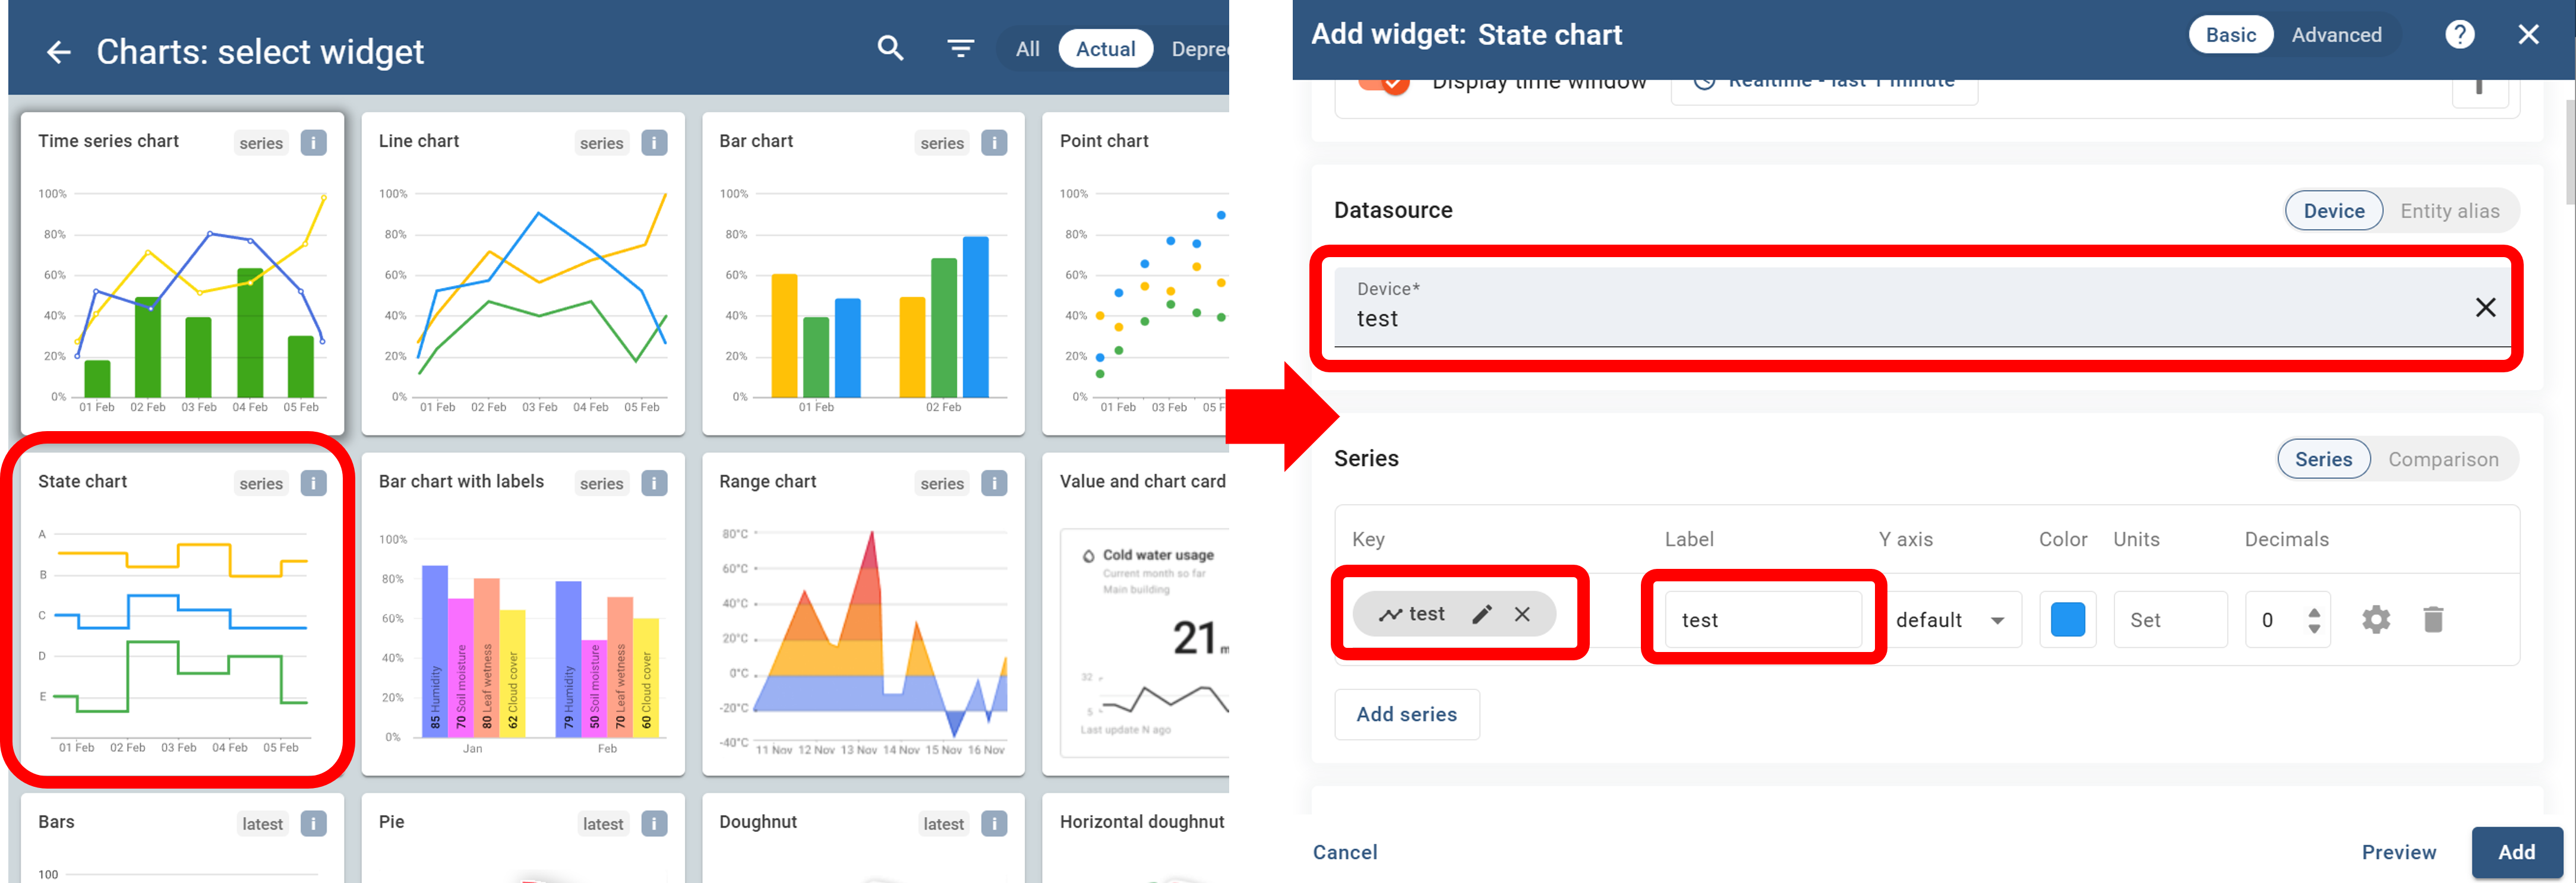 Charts: select widget
All
Actual
Depre
Time series chart
series
i
100%
80%
60%
40%
20%
0%
01 Feb
02 Feb
03 Feb
04 Feb
05 Feb
Line chart
series
i
100%
80%
60%
40%
20%
0%
01 Feb
02 Feb
03 Feb
04 Feb
05 Feb
Bar chart
series
i
100%
80%
60%
40%
20%
0%
01 Feb
02 Feb
Point chart
100%
80%
60%
40%
20%
0%
01 Feb
03 Feb
05 F
State chart
series
i
A
B
C
D
E
01 Feb
02 Feb
03 Feb
04 Feb
05 Feb
Bar chart with labels
series
i
100%
80%
60%
40%
20%
0%
85 Humidity
70 Soil moisture
80 Leaf wetness
62 Cloud cover
79 Humidity
50 Soil moisture
70 Leaf wetness
60 Cloud cover
Jan
Feb
Range chart
series
i
80°C
60°C
40°C
20°C
0°C
-20°C
-40°C
11 Nov
12 Nov
13 Nov
14 Nov
15 Nov
16 Nov
Value and chart card
Cold water usage
Current month so far
Main building
21 m
32
5
Last update N ago
Bars
latest
i
100
Pie
latest
i
Doughnut
latest
i
Horizontal doughnut
Add widget: State chart
Basic
Advanced
?
Display time window
Realtime - last 1 minute
Datasource
Device
Entity alias
Device*
test
Series
Series
Comparison
Key
Label
Y axis
Color
Units
Decimals
test
test
default
Set
0
Add series
Cancel
Preview
Add